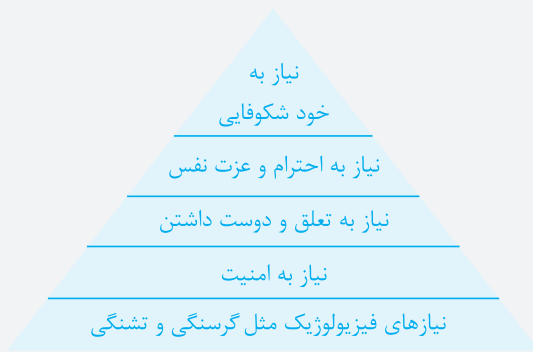 نیاز به
خود شکوفایی
نیاز به احترام و عزت نفس
نیاز به تعلق و دوست داشتن
نیاز به امنیت
نیازهای فیزیولوژیک مثل گرسنگی و تشنگی